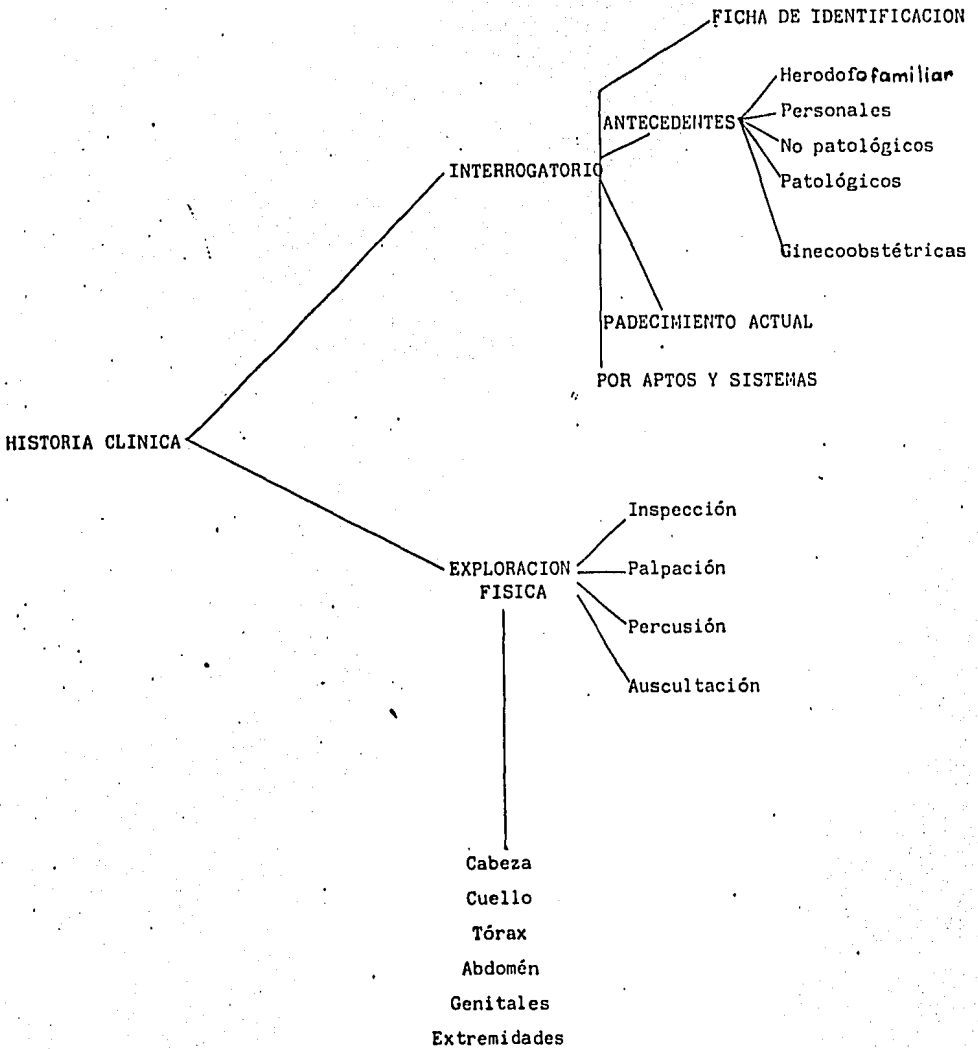 FICHA DE IDENTIFICACION
Herodofofamiliar
ANTECEDENTES
Personales
No patológicos
INTERROGATORIO
Patológicos
Ginecoobstétricas
PADECIMIENTO ACTUAL
POR APTOS Y SISTEMAS
HISTORIA CLINICA
Inspección
EXPLORACION
FISICA
Palpación
Percusión
Auscultación
Cabeza
Cuello
Tórax
Abdomén
Genitales
Extremidades